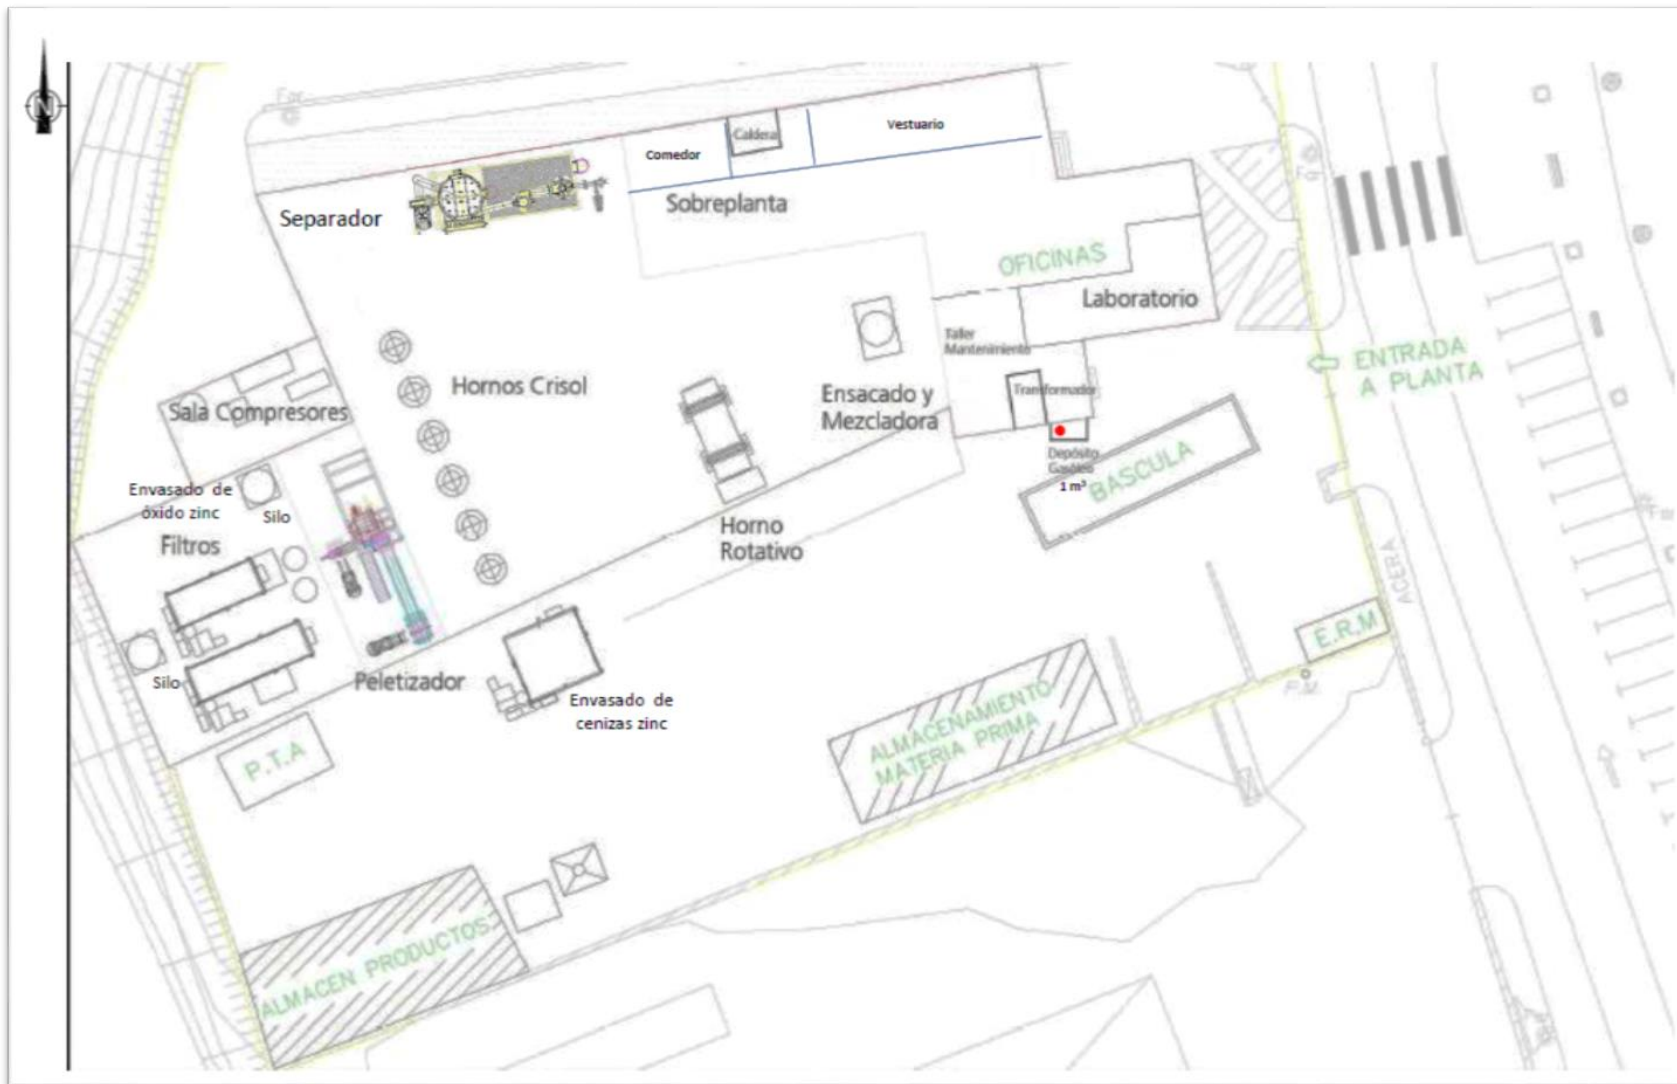 N
Caldera
Vestuario
Comedor
Sobreplanta
Separador
OFICINAS
Laboratorio
Taller
Mantenimiento
ENTRADA
A PLANTA
Hornos Crisol
Ensacado y
Mezcladora
Transformador
Sala Compresores
Depósito
Gasóleo
1 m³
BASCULA
Envasado de
óxido zinc
Silo
Filtros
Horno
Rotativo
ACERA
E.R.M
Silo
Peletizador
Envasado de
cenizas zinc
ALMACENAMIENTO
MATERIA PRIMA
P.T.A
ALMACEN PRODUCTOS